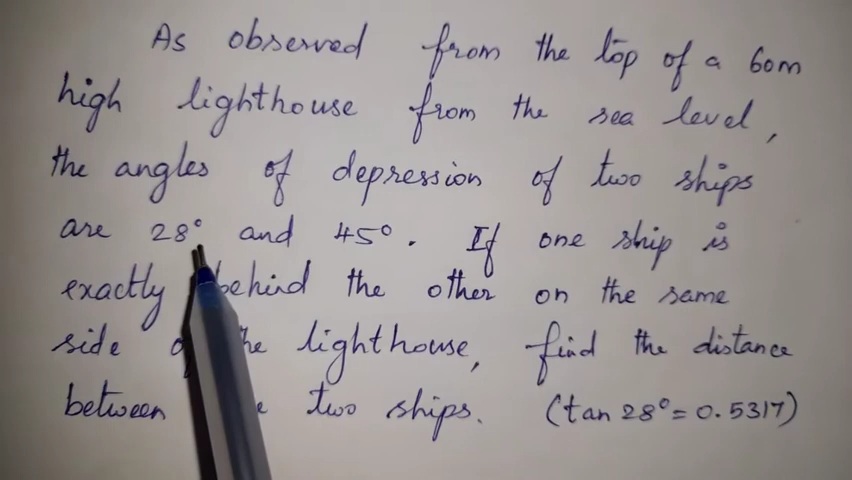 As observed from the top of a 60m
high lighthouse from the sea level,
the angles of depression of two ships
are 28° and 45°. If one ship is
exactly behind the other on the same
side the lighthouse, find the distance
between two ships. (tan 28° = 0.5317)